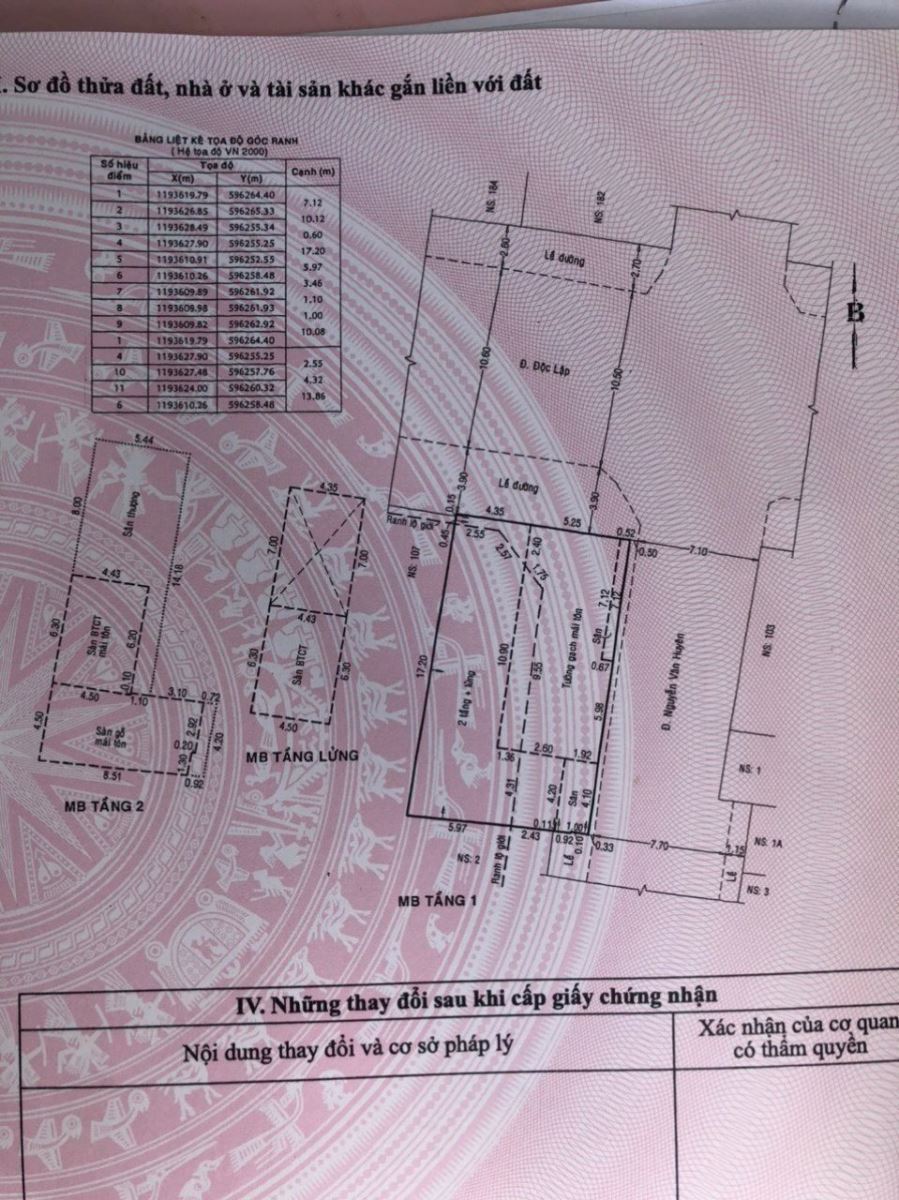 I. Sơ đồ thửa đất, nhà ở và tài sản khác gắn liền với đất
BẢNG LIỆT KÊ TỌA ĐỘ GÓC RANH
( Hệ tọa độ VN 2000)
Số hiệu điểm Tọa độ Cạnh (m)
X(m) Y(m)
1 1193619.79 596264.40
7.12
2 1193626.85 596265.33
10.12
3 1193628.49 596255.34
0.60
4 1193627.90 596255.25
17.20
5 1193610.91 596252.55
5.97
6 1193610.26 596258.48
3.46
7 1193609.89 596261.92
1.10
8 1193609.98 596261.93
1.00
9 1193609.82 596262.92
10.08
1 1193619.79 596264.40
4 1193627.90 596255.25
2.55
10 1193627.48 596257.76
4.32
11 1193624.00 596260.32
13.86
6 1193610.26 596258.48
NS: 184
NS: 182
2.60
Lề đường
2.70
B
10.60
Đ. Độc Lập
10.50
3.90
Lề đường
3.90
0.15
4.35
5.25
0.52
Ranh lộ giới
0.45
2.55
2.57
2.40
1.75
0.50
7.10
NS: 107
17.20
2 tầng + lửng
10.90
9.55
Tường gạch mái tôn
Sân
7.12
7.12
0.67
5.98
Đ. Nguyễn Văn Huyên
NS: 103
1.36
2.60
1.92
4.31
4.20
Sân
4.10
5.97
2.43
0.11
0.92
1.00
0.10
0.33
7.70
1.15
NS: 1
NS: 1A
NS: 2
Ranh lộ giới
Lề
Lề
NS: 3
MB TẦNG 1
5.44
8.00
Sân thượng
14.18
4.43
6.30
Sàn BTCT
mái tôn
6.20
0.10
4.50
1.10
3.10
0.73
4.50
Sàn gỗ
mái tôn
2.92
0.20
4.20
1.30
8.51
0.92
MB TẦNG 2
4.35
7.00
7.00
4.43
6.30
Sàn BTCT
6.30
4.50
MB TẦNG LỬNG
IV. Những thay đổi sau khi cấp giấy chứng nhận
Nội dung thay đổi và cơ sở pháp lý
Xác nhận của cơ quan
có thẩm quyền